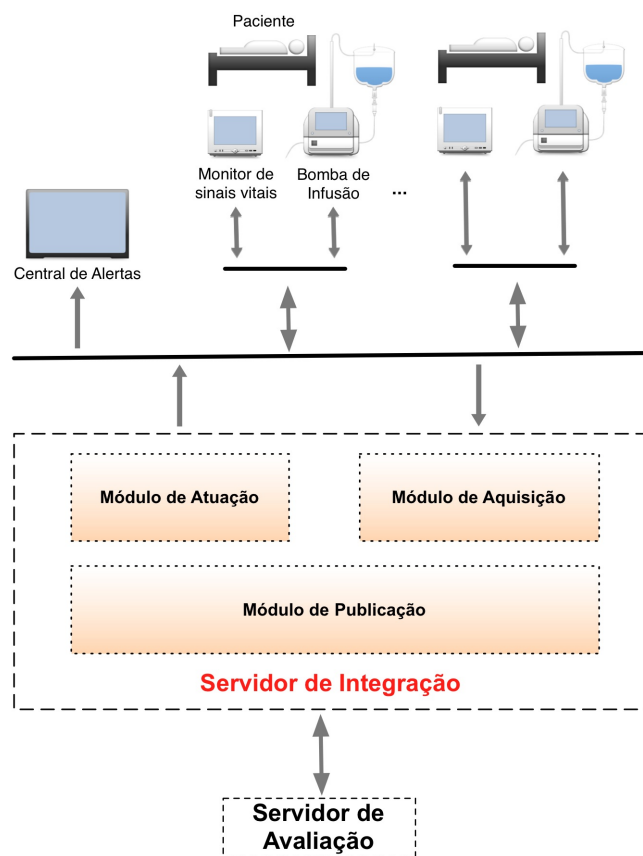 Paciente
Monitor de
sinais vitais
Bomba de
Infusão
...
Central de Alertas
Módulo de Atuação
Módulo de Aquisição
Módulo de Publicação
Servidor de Integração
Servidor de
Avaliação